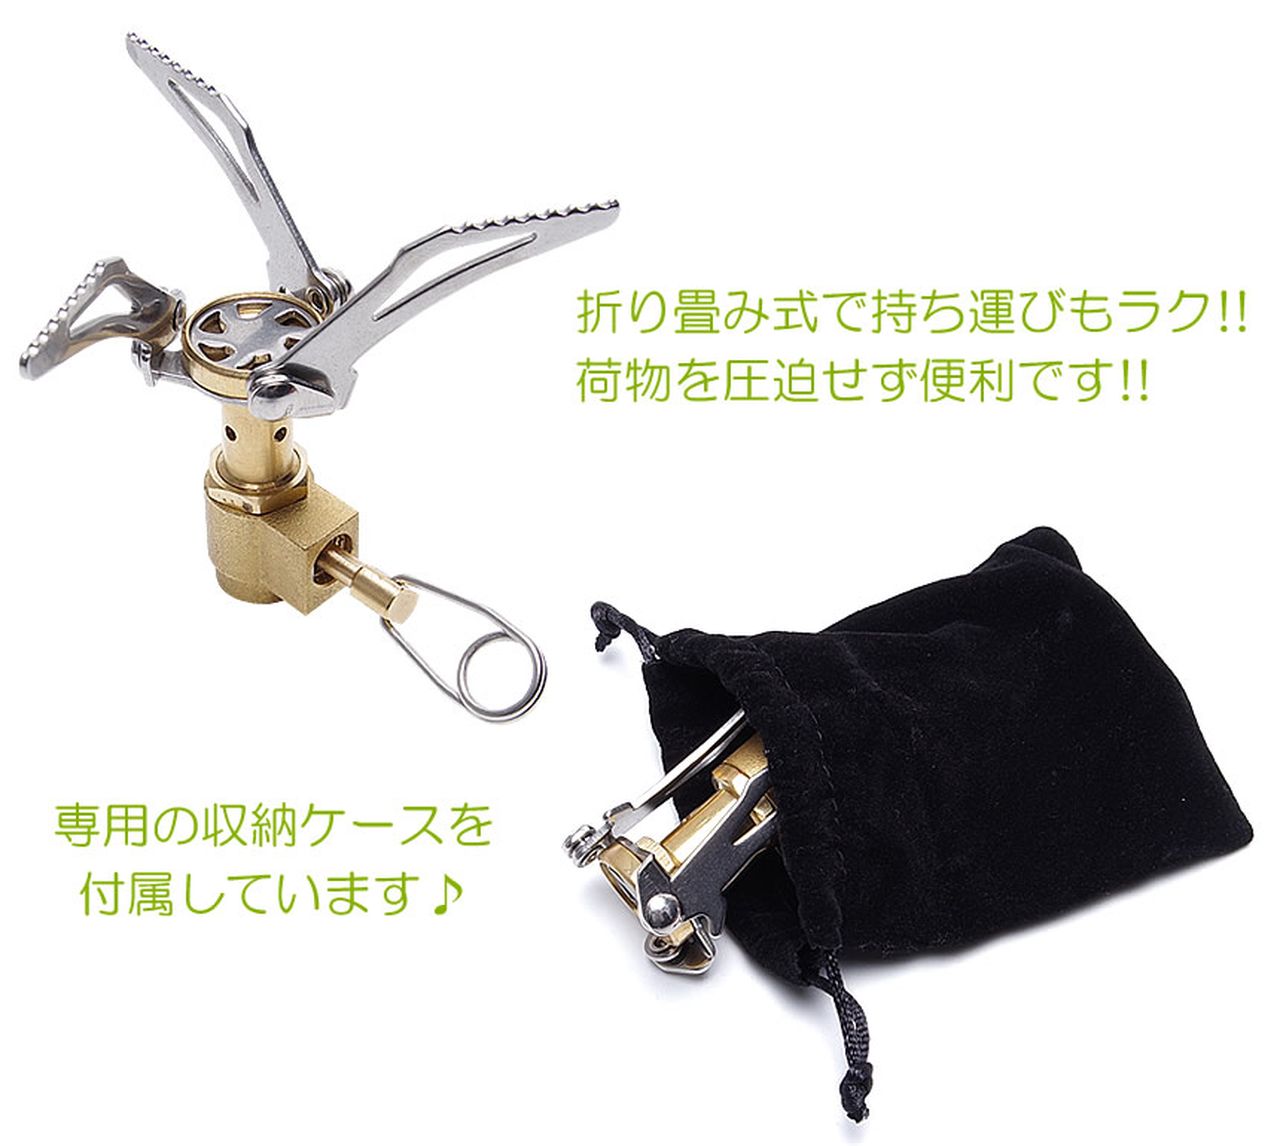 折り畳み式で持ち運びもラク!!
荷物を圧迫せず便利です!!
専用の収納ケースを
付属しています♪